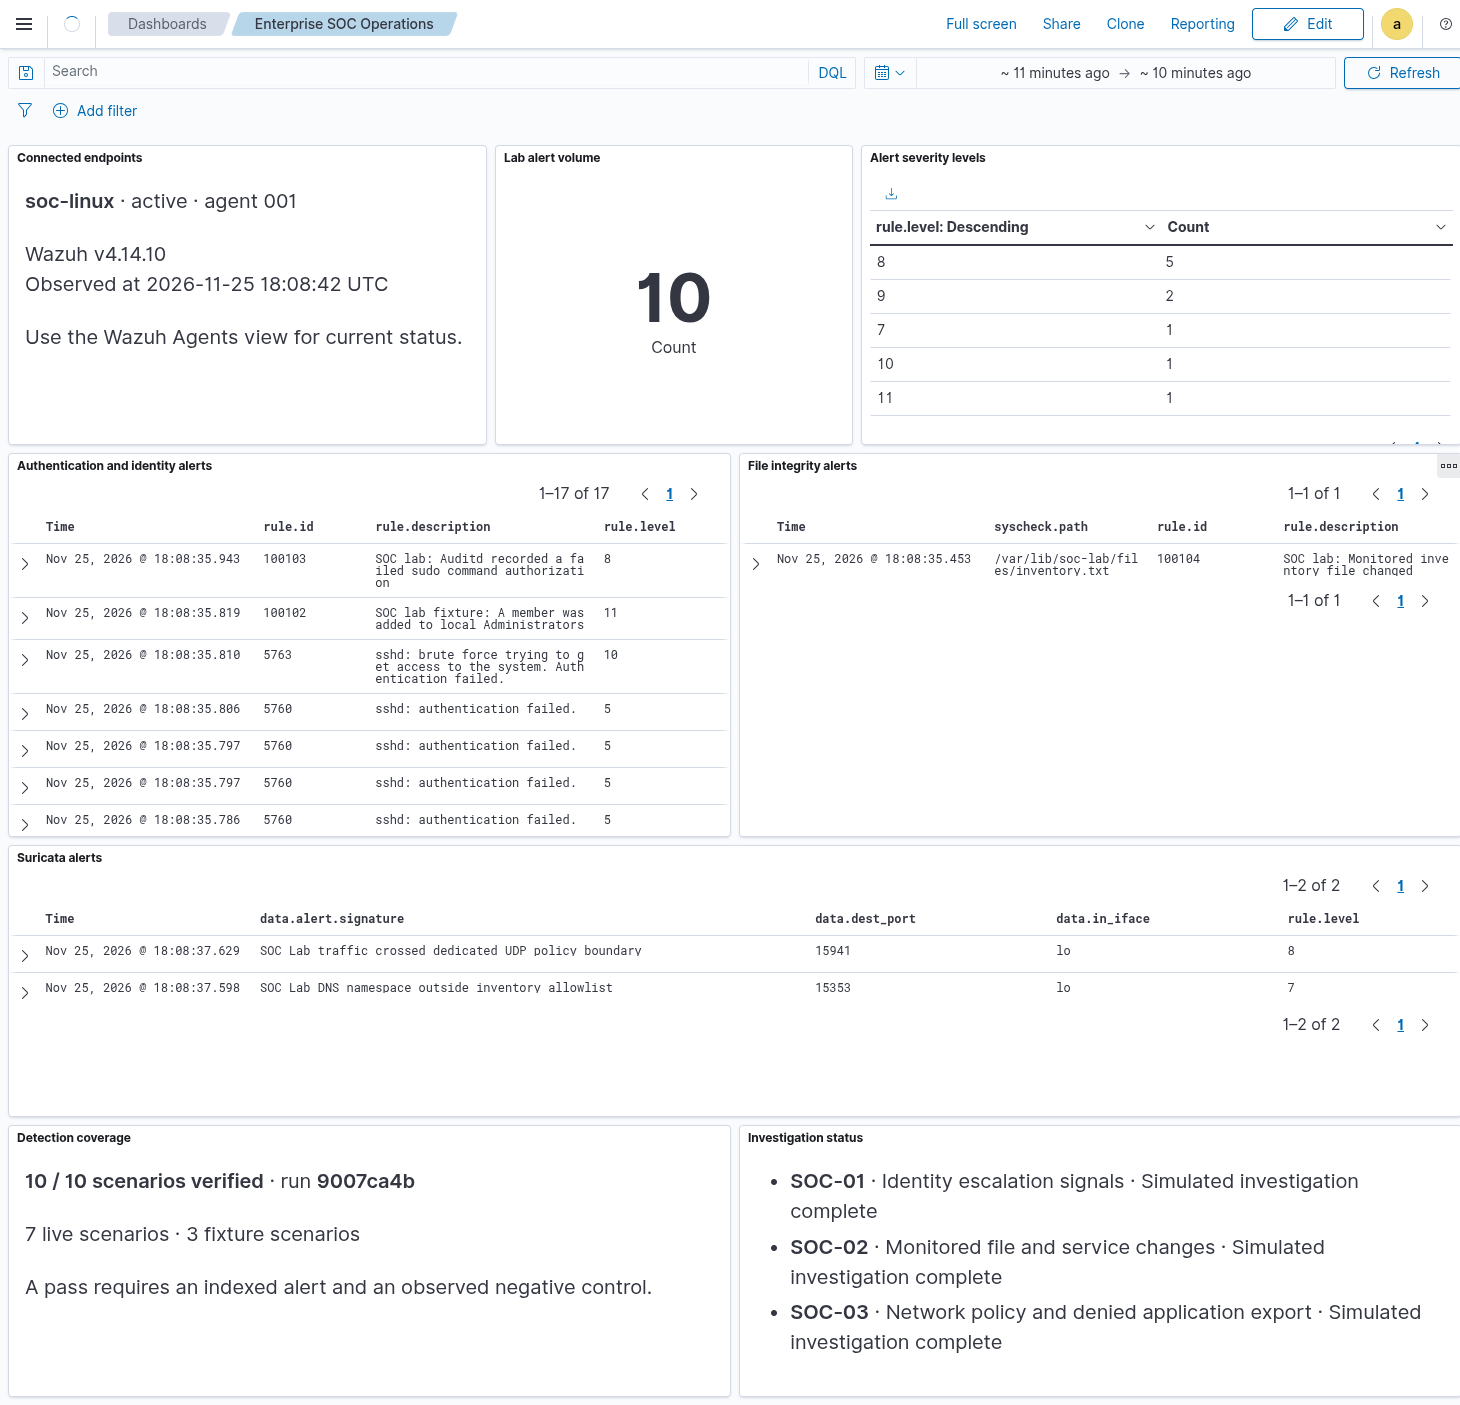 Dashboards
Enterprise SOC Operations
Full screen
Share
Clone
Reporting
Edit
a
Search
DQL
~ 11 minutes ago → ~ 10 minutes ago
Refresh
Add filter
Connected endpoints
soc-linux · active · agent 001
Wazuh v4.14.10
Observed at 2026-11-25 18:08:42 UTC
Use the Wazuh Agents view for current status.
Lab alert volume
10
Count
Alert severity levels
rule.level: Descending Count
8 5
9 2
7 1
10 1
11 1
Authentication and identity alerts
1–17 of 17 1
Time rule.id rule.description rule.level
Nov 25, 2026 @ 18:08:35.943 100103 SOC lab: Auditd recorded a fa 8
iled sudo command authorizati
on
Nov 25, 2026 @ 18:08:35.819 100102 SOC lab fixture: A member was 11
added to local Administrators
Nov 25, 2026 @ 18:08:35.810 5763 sshd: brute force trying to g 10
et access to the system. Auth
entication failed.
Nov 25, 2026 @ 18:08:35.806 5760 sshd: authentication failed. 5
Nov 25, 2026 @ 18:08:35.797 5760 sshd: authentication failed. 5
Nov 25, 2026 @ 18:08:35.797 5760 sshd: authentication failed. 5
Nov 25, 2026 @ 18:08:35.786 5760 sshd: authentication failed. 5
File integrity alerts
1–1 of 1 1
Time syscheck.path rule.id rule.description
Nov 25, 2026 @ 18:08:35.453 /var/lib/soc-lab/fil 100104 SOC lab: Monitored inve
es/inventory.txt ntory file changed
1–1 of 1 1
Suricata alerts
1–2 of 2 1
Time data.alert.signature data.dest_port data.in_iface rule.level
Nov 25, 2026 @ 18:08:37.629 SOC Lab traffic crossed dedicated UDP policy boundary 15941 lo 8
Nov 25, 2026 @ 18:08:37.598 SOC Lab DNS namespace outside inventory allowlist 15353 lo 7
1–2 of 2 1
Detection coverage
10 / 10 scenarios verified · run 9007ca4b
7 live scenarios · 3 fixture scenarios
A pass requires an indexed alert and an observed negative control.
Investigation status
• SOC-01 · Identity escalation signals · Simulated investigation
complete
• SOC-02 · Monitored file and service changes · Simulated
investigation complete
• SOC-03 · Network policy and denied application export · Simulated
investigation complete